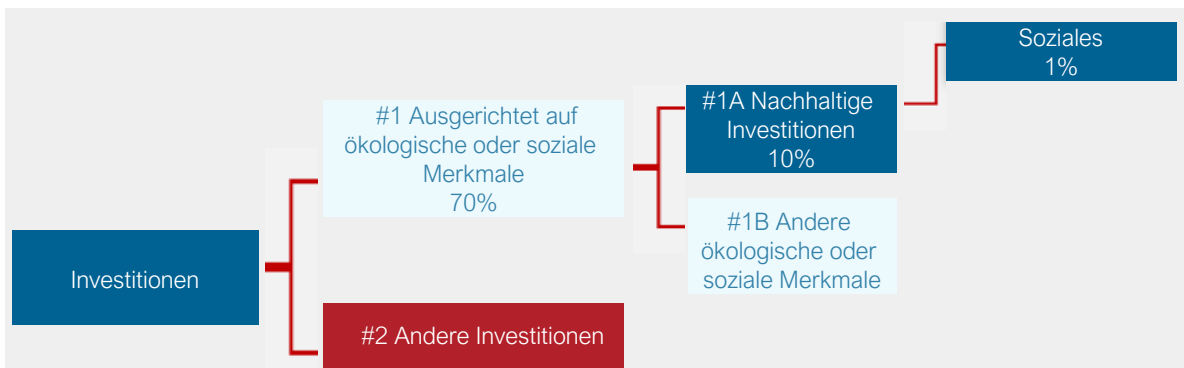 Soziales
1%
#1A Nachhaltige
Investitionen
10%
#1 Ausgerichtet auf
ökologische oder soziale
Merkmale
70%
#1B Andere
ökologische oder
soziale Merkmale
Investitionen
#2 Andere Investitionen